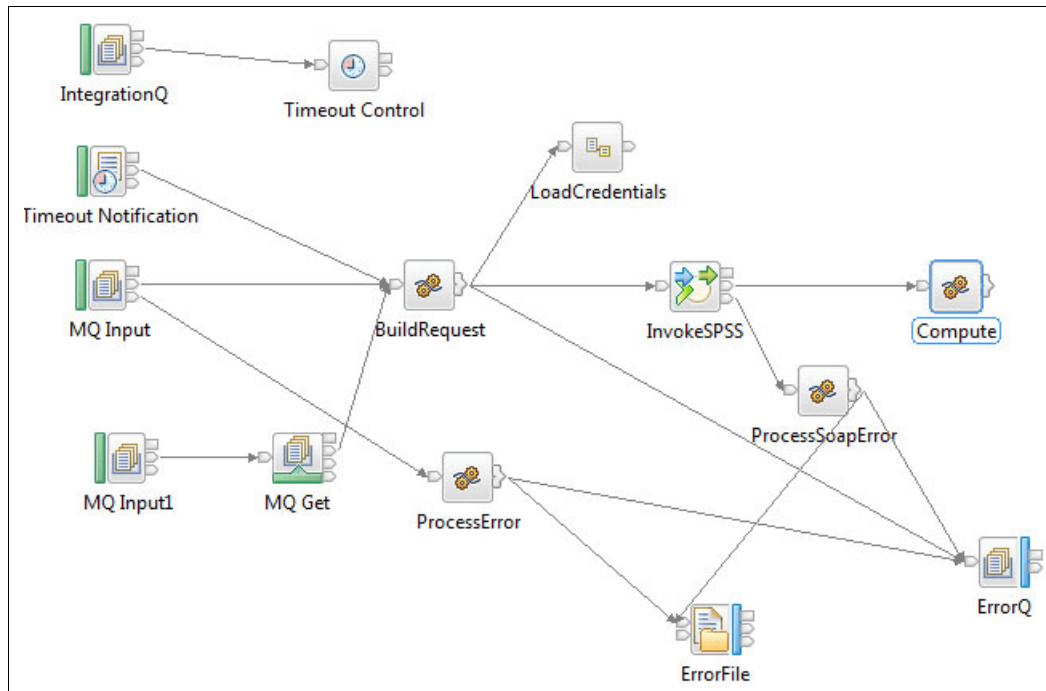 IntegrationQ
Timeout Control
LoadCredentials
Timeout Notification
MQ Input
BuildRequest
InvokeSPSS
Compute
ProcessSoapError
MQ Input1
MQ Get
ProcessError
ErrorQ
ErrorFile